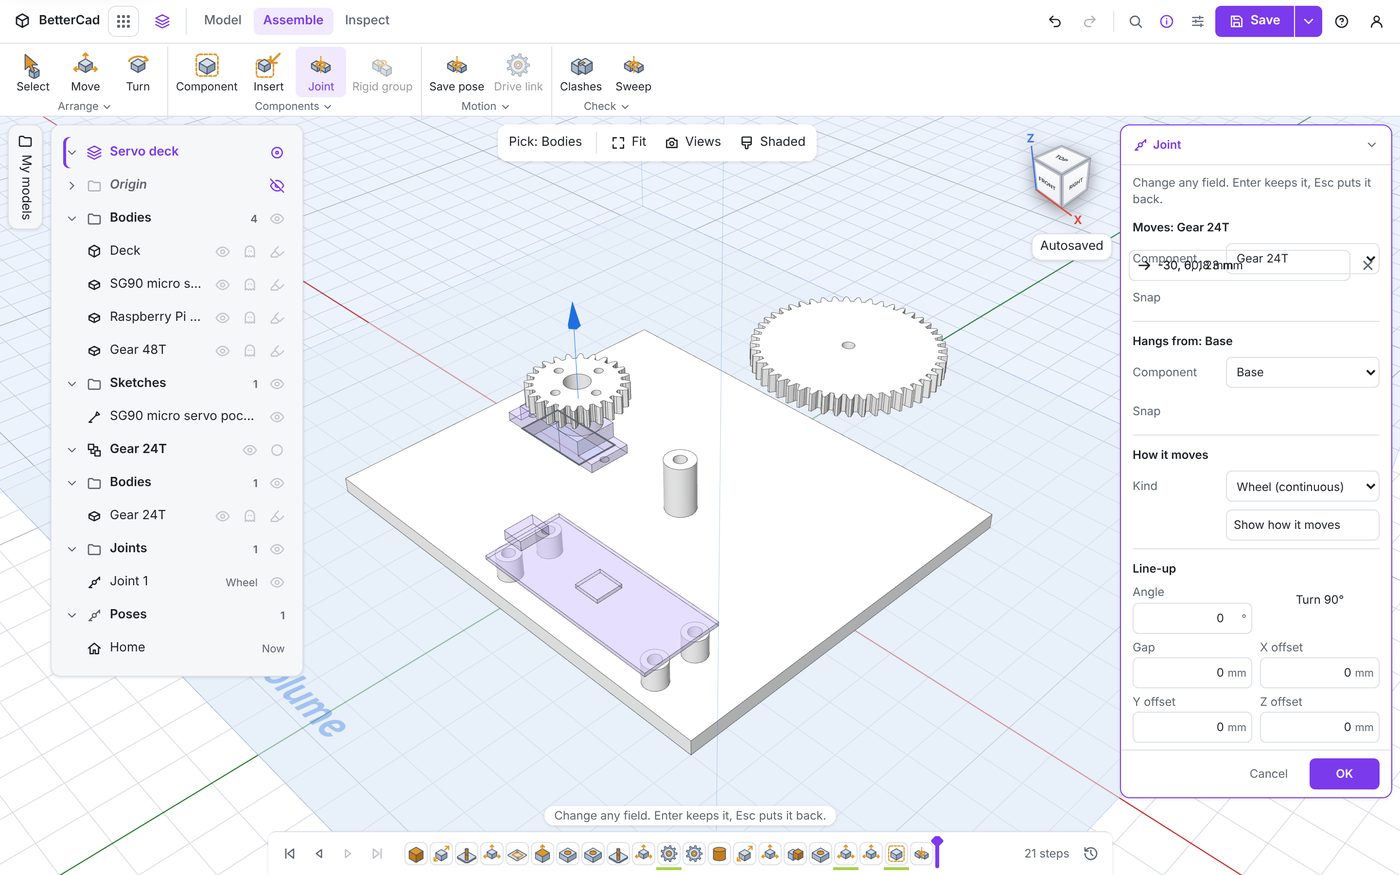 BetterCad
Model
Assemble
Inspect
Save
Select
Move
Turn
Arrange
Component
Insert
Joint
Rigid group
Components
Save pose
Drive link
Motion
Clashes
Sweep
Check
My models
Servo deck
Origin
Bodies 4
Deck
SG90 micro s...
Raspberry Pi ...
Gear 48T
Sketches 1
SG90 micro servo poc...
Gear 24T
Bodies 1
Gear 24T
Joints 1
Joint 1 Wheel
Poses 1
Home Now
Pick: Bodies
Fit
Views
Shaded
Z
TOP
FRONT
RIGHT
X
Autosaved
Joint
Change any field. Enter keeps it, Esc puts it
back.
Moves: Gear 24T
Component Gear 24T
Snap
Hangs from: Base
Component Base
Snap
How it moves
Kind Wheel (continuous)
Show how it moves
Line-up
Angle
0 °
Turn 90°
Gap X offset
0 mm 0 mm
Y offset Z offset
0 mm 0 mm
Cancel OK
Change any field. Enter keeps it, Esc puts it back.
21 steps